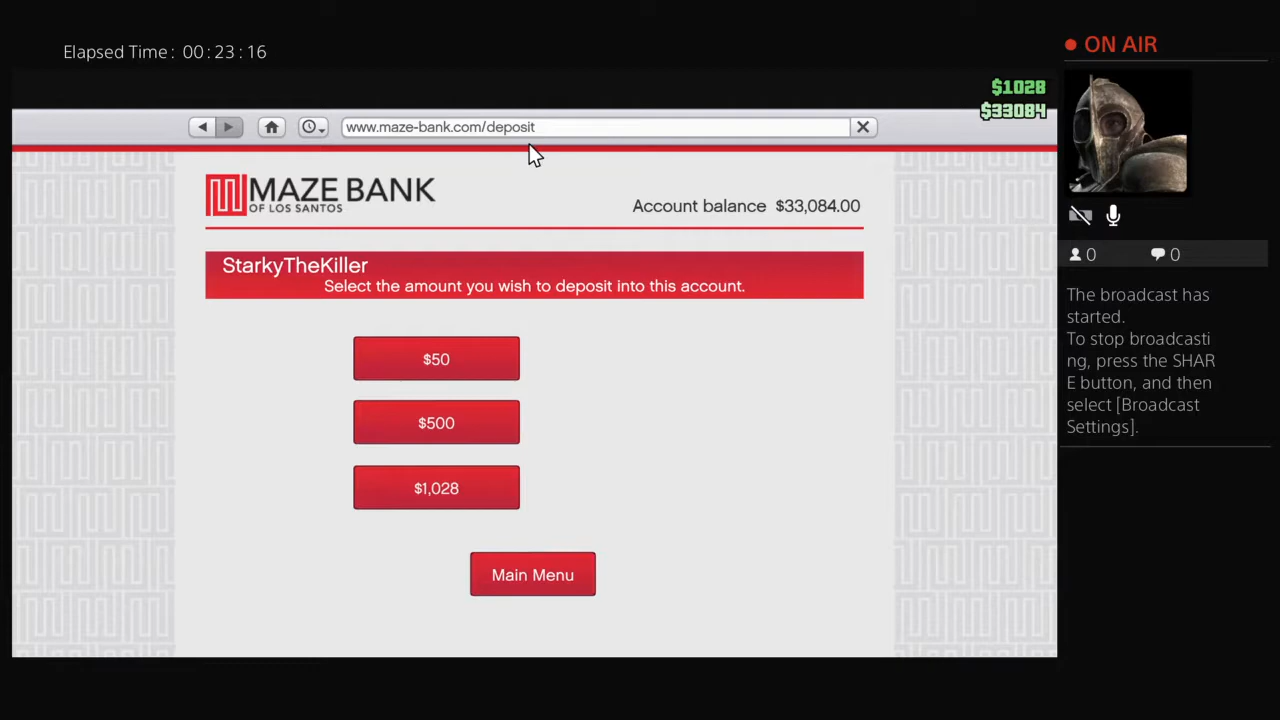 Elapsed Time: 00:23:16
ON AIR
$1028
$33084
www.maze-bank.com/deposit
MAZE BANK
OF LOS SANTOS
Account balance $33,084.00
StarkyTheKiller
Select the amount you wish to deposit into this account.
$50
$500
$1,028
Main Menu
0
0
The broadcast has
started.
To stop broadcasti
ng, press the SHAR
E button, and then
select [Broadcast
Settings].